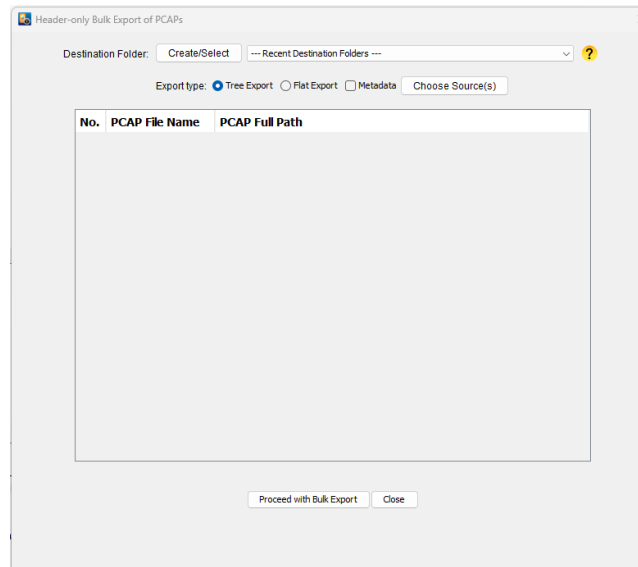 Header-only Bulk Export of PCAPs
Destination Folder: Create/Select --- Recent Destination Folders --- ?
Export type: Tree Export Flat Export Metadata Choose Source(s)
No. PCAP File Name PCAP Full Path
Proceed with Bulk Export Close